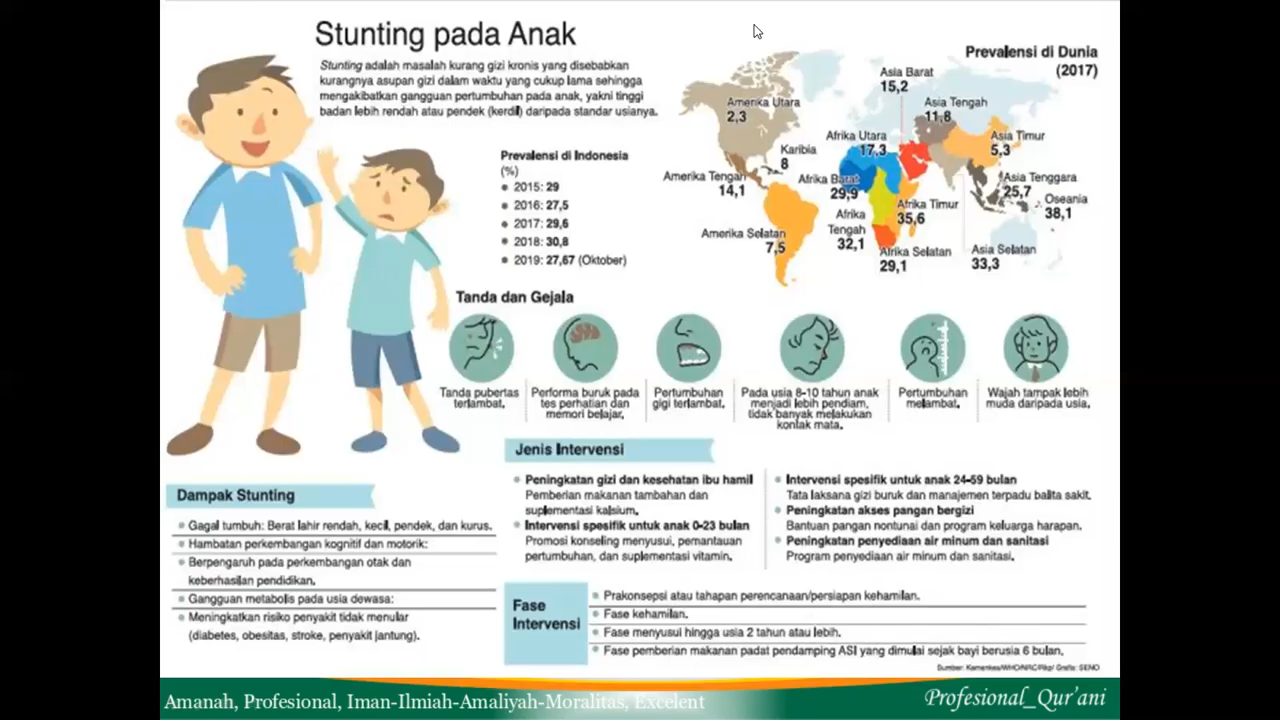 Stunting pada Anak
Stunting adalah masalah kurang gizi kronis yang disebabkan
kurangnya asupan gizi dalam waktu yang cukup lama sehingga
mengakibatkan gangguan pertumbuhan pada anak, yakni tinggi
badan lebih rendah atau pendek (kerdil) daripada standar usianya.
Prevalensi di Indonesia
(%)
2015: 29
2016: 27,5
2017: 29,6
2018: 30,8
2019: 27,67 (Oktober)
Prevalensi di Dunia
(2017)
Asia Barat
15,2
Amerika Utara
2,3
Asia Tengah
11,8
Afrika Utara
17,3
Asia Timur
5,3
Karibia
8
Amerika Tengah
14,1
Afrika Barat
29,9
Asia Tenggara
25,7
Oseania
38,1
Afrika Timur
35,6
Afrika
Tengah
32,1
Amerika Selatan
7,5
Afrika Selatan
29,1
Asia Selatan
33,3
Tanda dan Gejala
Tanda pubertas
terlambat.
Performa buruk pada
tes perhatian dan
memori belajar.
Pertumbuhan
gigi terlambat.
Pada usia 8-10 tahun anak
menjadi lebih pendiam,
tidak banyak melakukan
kontak mata.
Pertumbuhan
melambat.
Wajah tampak lebih
muda daripada usia.
Dampak Stunting
Gagal tumbuh: Berat lahir rendah, kecil, pendek, dan kurus.
Hambatan perkembangan kognitif dan motorik:
Berpengaruh pada perkembangan otak dan
keberhasilan pendidikan.
Gangguan metabolis pada usia dewasa:
Meningkatkan risiko penyakit tidak menular
(diabetes, obesitas, stroke, penyakit jantung).
Jenis Intervensi
Peningkatan gizi dan kesehatan ibu hamil
Pemberian makanan tambahan dan
suplementasi kalsium.
Intervensi spesifik untuk anak 0-23 bulan
Promosi konseling menyusui, pemantauan
pertumbuhan, dan suplementasi vitamin.
Intervensi spesifik untuk anak 24-59 bulan
Tata laksana gizi buruk dan manajemen terpadu balita sakit.
Peningkatan akses pangan bergizi
Bantuan pangan nontunai dan program keluarga harapan.
Peningkatan penyediaan air minum dan sanitasi
Program penyediaan air minum dan sanitasi.
Fase
Intervensi
Prakonsepsi atau tahapan perencanaan/persiapan kehamilan.
Fase kehamilan.
Fase menyusui hingga usia 2 tahun atau lebih.
Fase pemberian makanan padat pendamping ASI yang dimulai sejak bayi berusia 6 bulan.
Sumber: Kemenkes/WHO/NRC/Rkp/ Grafis: SENO
Amanah, Profesional, Iman-Ilmiah-Amaliyah-Moralitas, Excelent
Profesional_Qur'ani